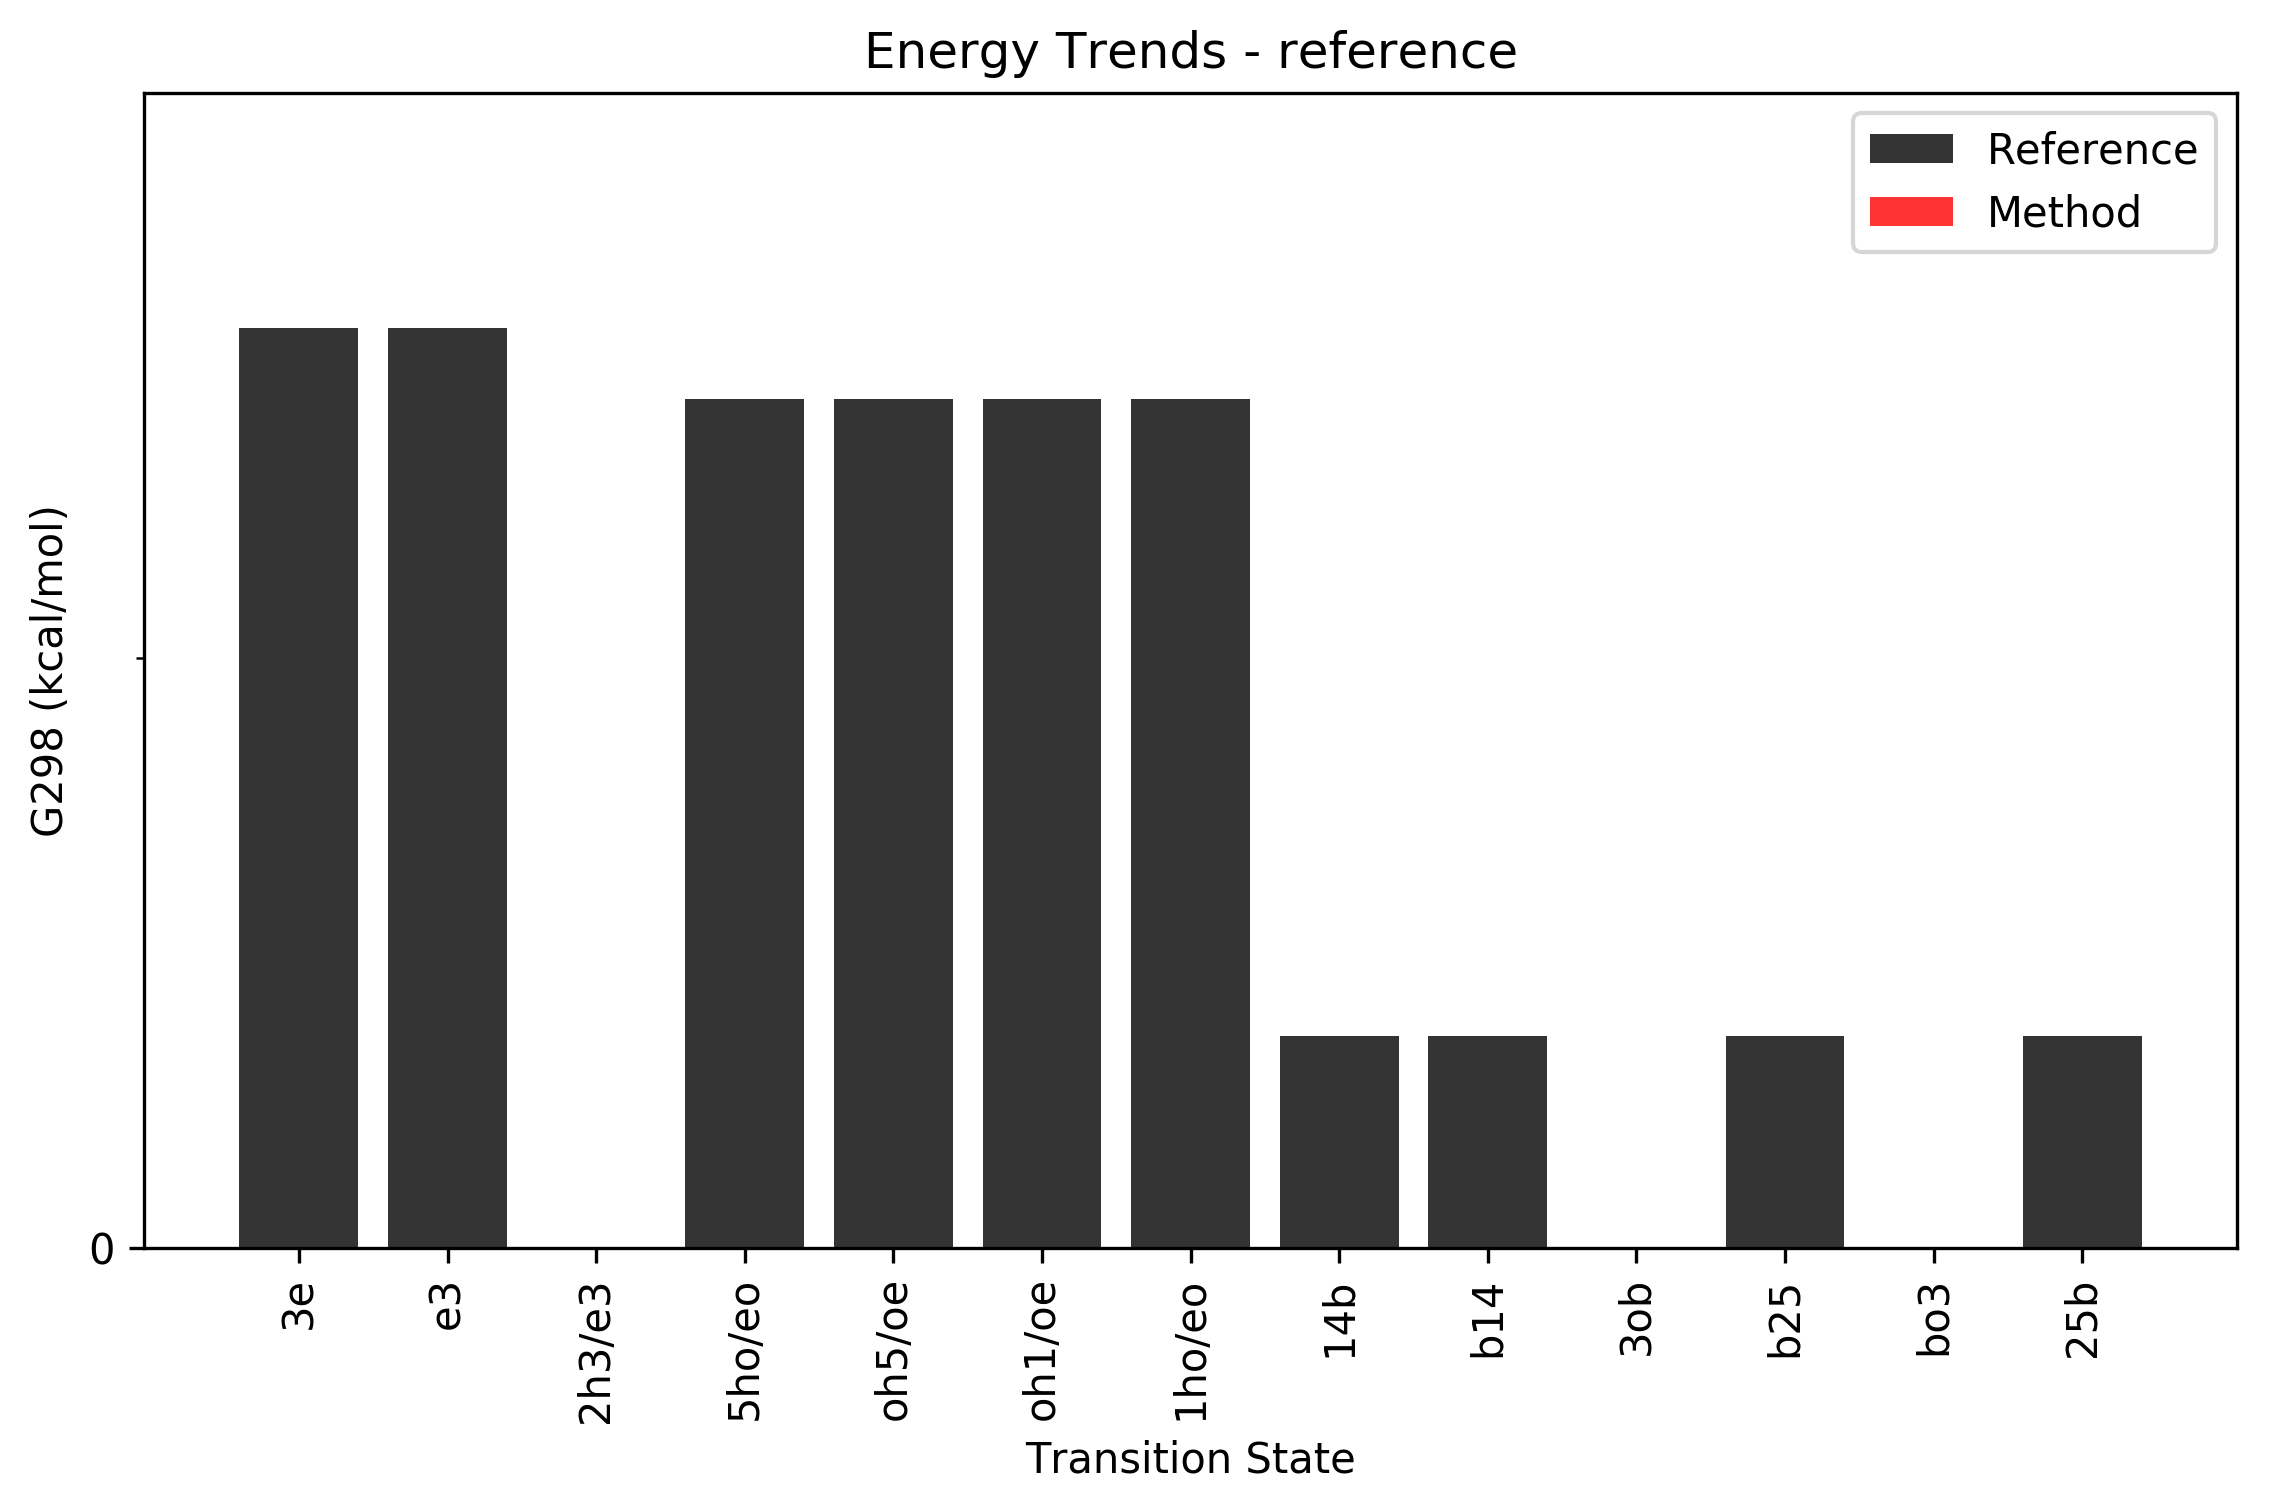 Energy Trends - reference
Reference
Method
G298 (kcal/mol)
0
3e
e3
2h3/e3
5ho/eo
oh5/oe
oh1/oe
1ho/eo
14b
b14
3ob
b25
bo3
25b
Transition State